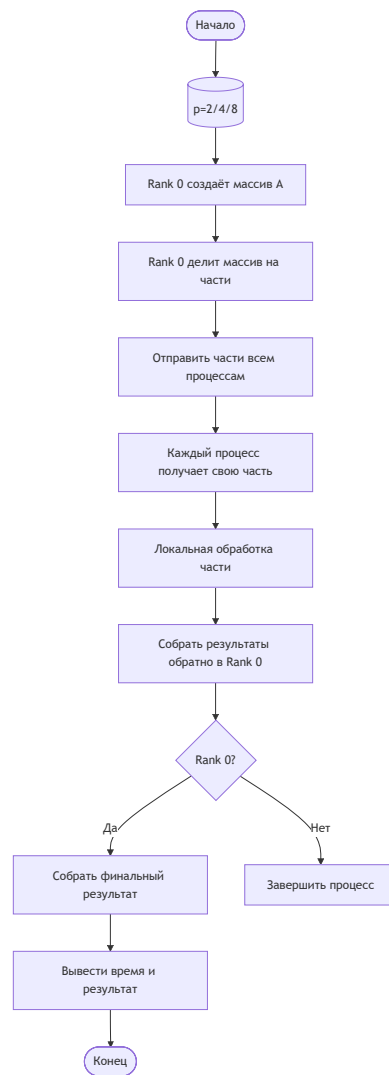 Начало
p=2/4/8
Rank 0 создаёт массив A
Rank 0 делит массив на
части
Отправить части всем
процессам
Каждый процесс
получает свою часть
Локальная обработка
части
Собрать результаты
обратно в Rank 0
Rank 0?
Да
Нет
Собрать финальный
результат
Завершить процесс
Вывести время и
результат
Конец